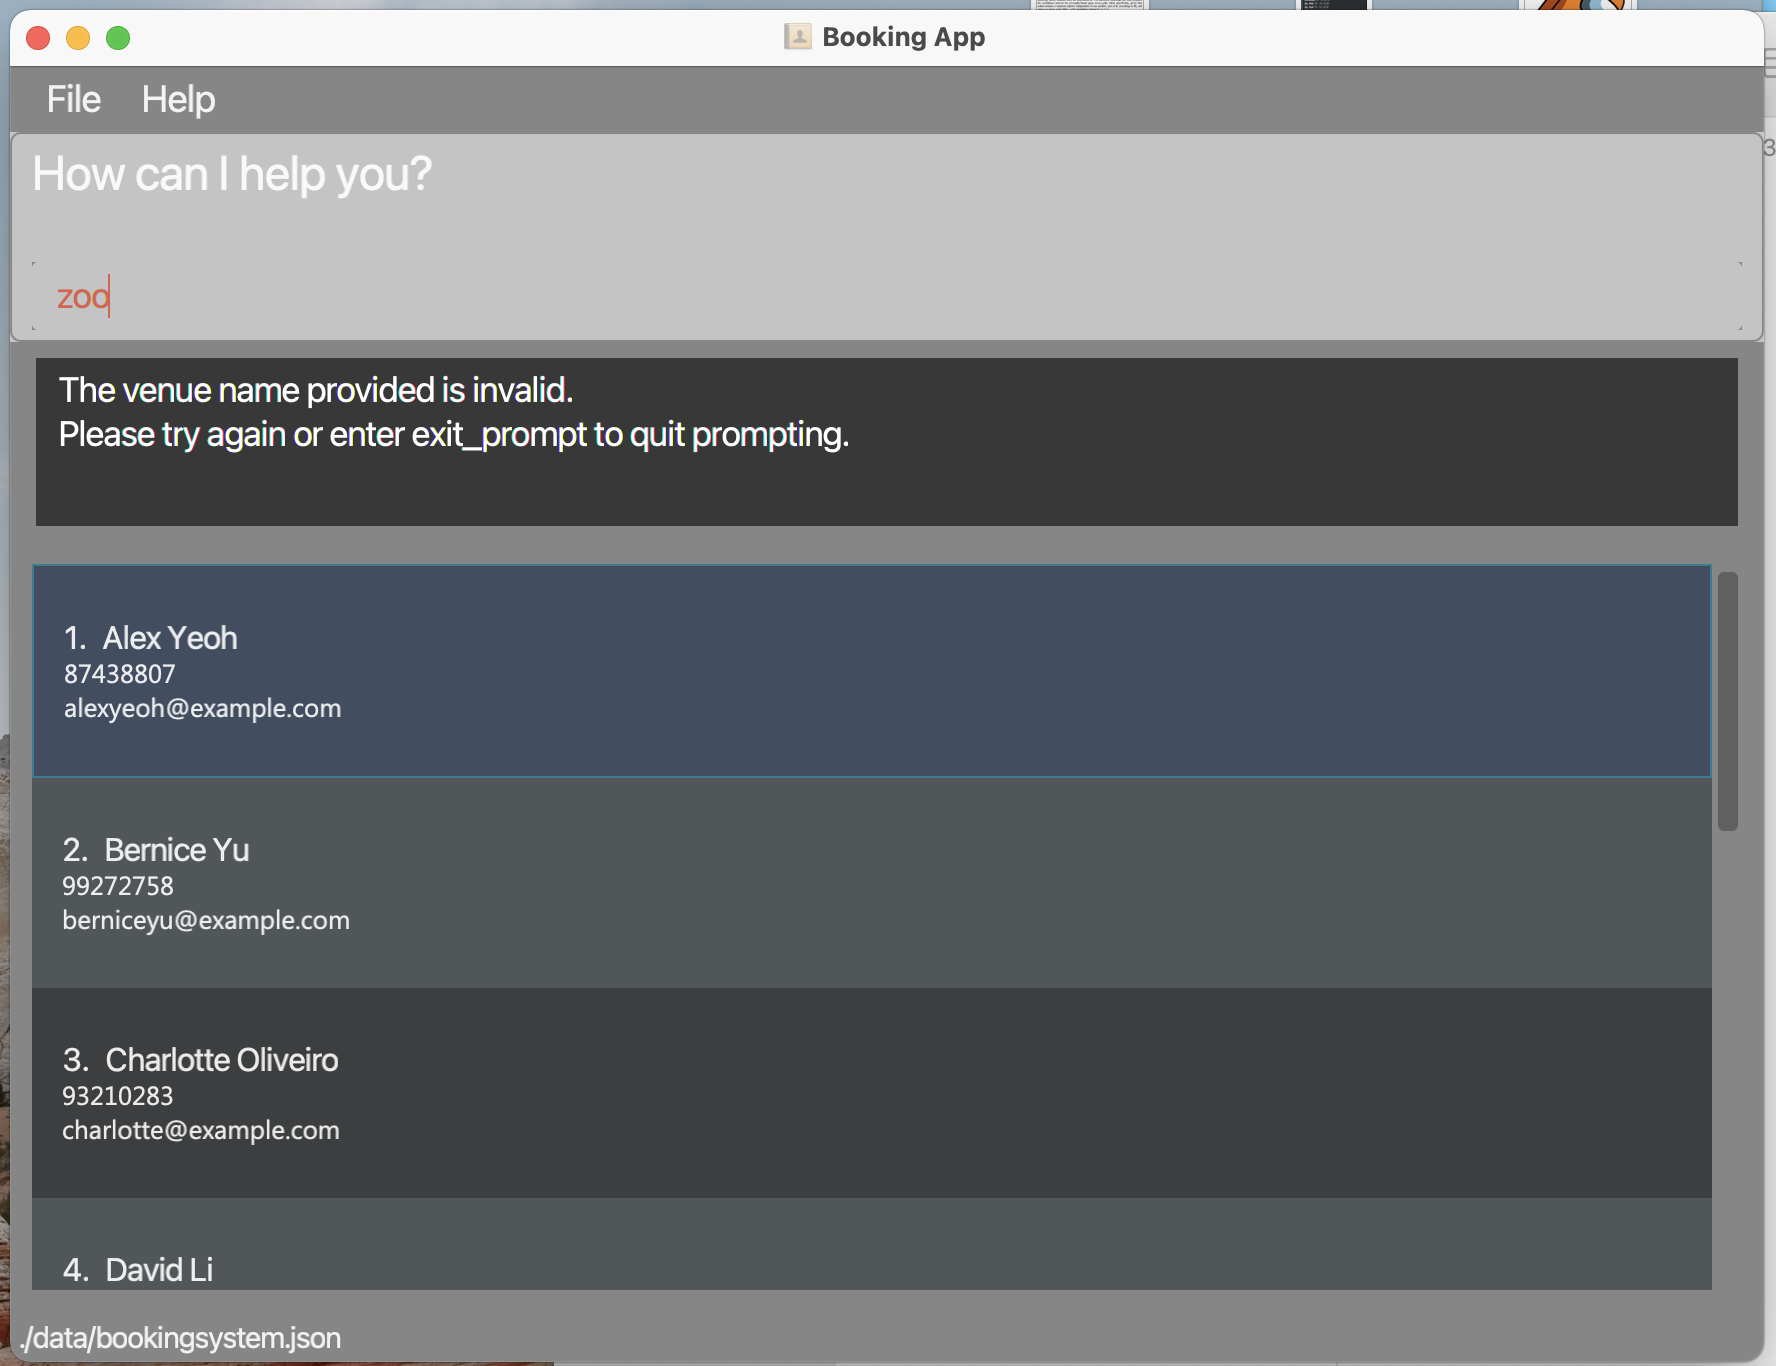 Booking App
File Help
How can I help you?
zoo
The venue name provided is invalid.
Please try again or enter exit_prompt to quit prompting.
1. Alex Yeoh
87438807
alexyeoh@example.com
2. Bernice Yu
99272758
berniceyu@example.com
3. Charlotte Oliveiro
93210283
charlotte@example.com
4. David Li
./data/bookingsystem.json
3